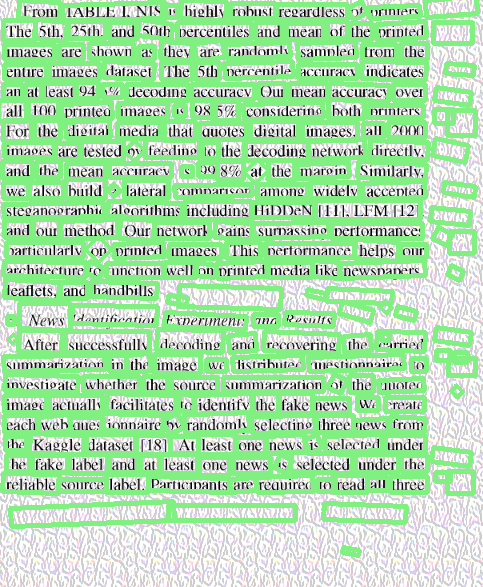 From TABLE I, NIS is highly robust regardless of printers.
The 5th, 25th, and 50th percentiles and mean of the printed
images are shown as they are randomly sampled from the
entire images dataset. The 5th percentile accuracy indicates
an at least 94 % decoding accuracy. Our mean accuracy over
all 100 printed images is 98.5% considering both printers.
For the digital media that quotes digital images, all 2000
images are tested by feeding to the decoding network directly,
and the mean accuracy is 99.8% at the margin. Similarly,
we also build a lateral comparison among widely accepted
steganographic algorithms including HiDDeN [11], LFM [12]
and our method. Our network gains surpassing performances
particularly on printed images. This performance helps our
architecture to function well on printed media like newspapers,
leaflets, and handbills.
News Identification Experiments and Results
After successfully decoding and recovering the carried
summarization in the image, we distributed questionnaires to
investigate whether the source summarization of the quoted
image actually facilitates to identify the fake news. We create
each web questionnaire by randomly selecting three news from
the Kaggle dataset [18]. At least one news is selected under
the fake label and at least one news is selected under the
reliable source label. Participants are required to read all three